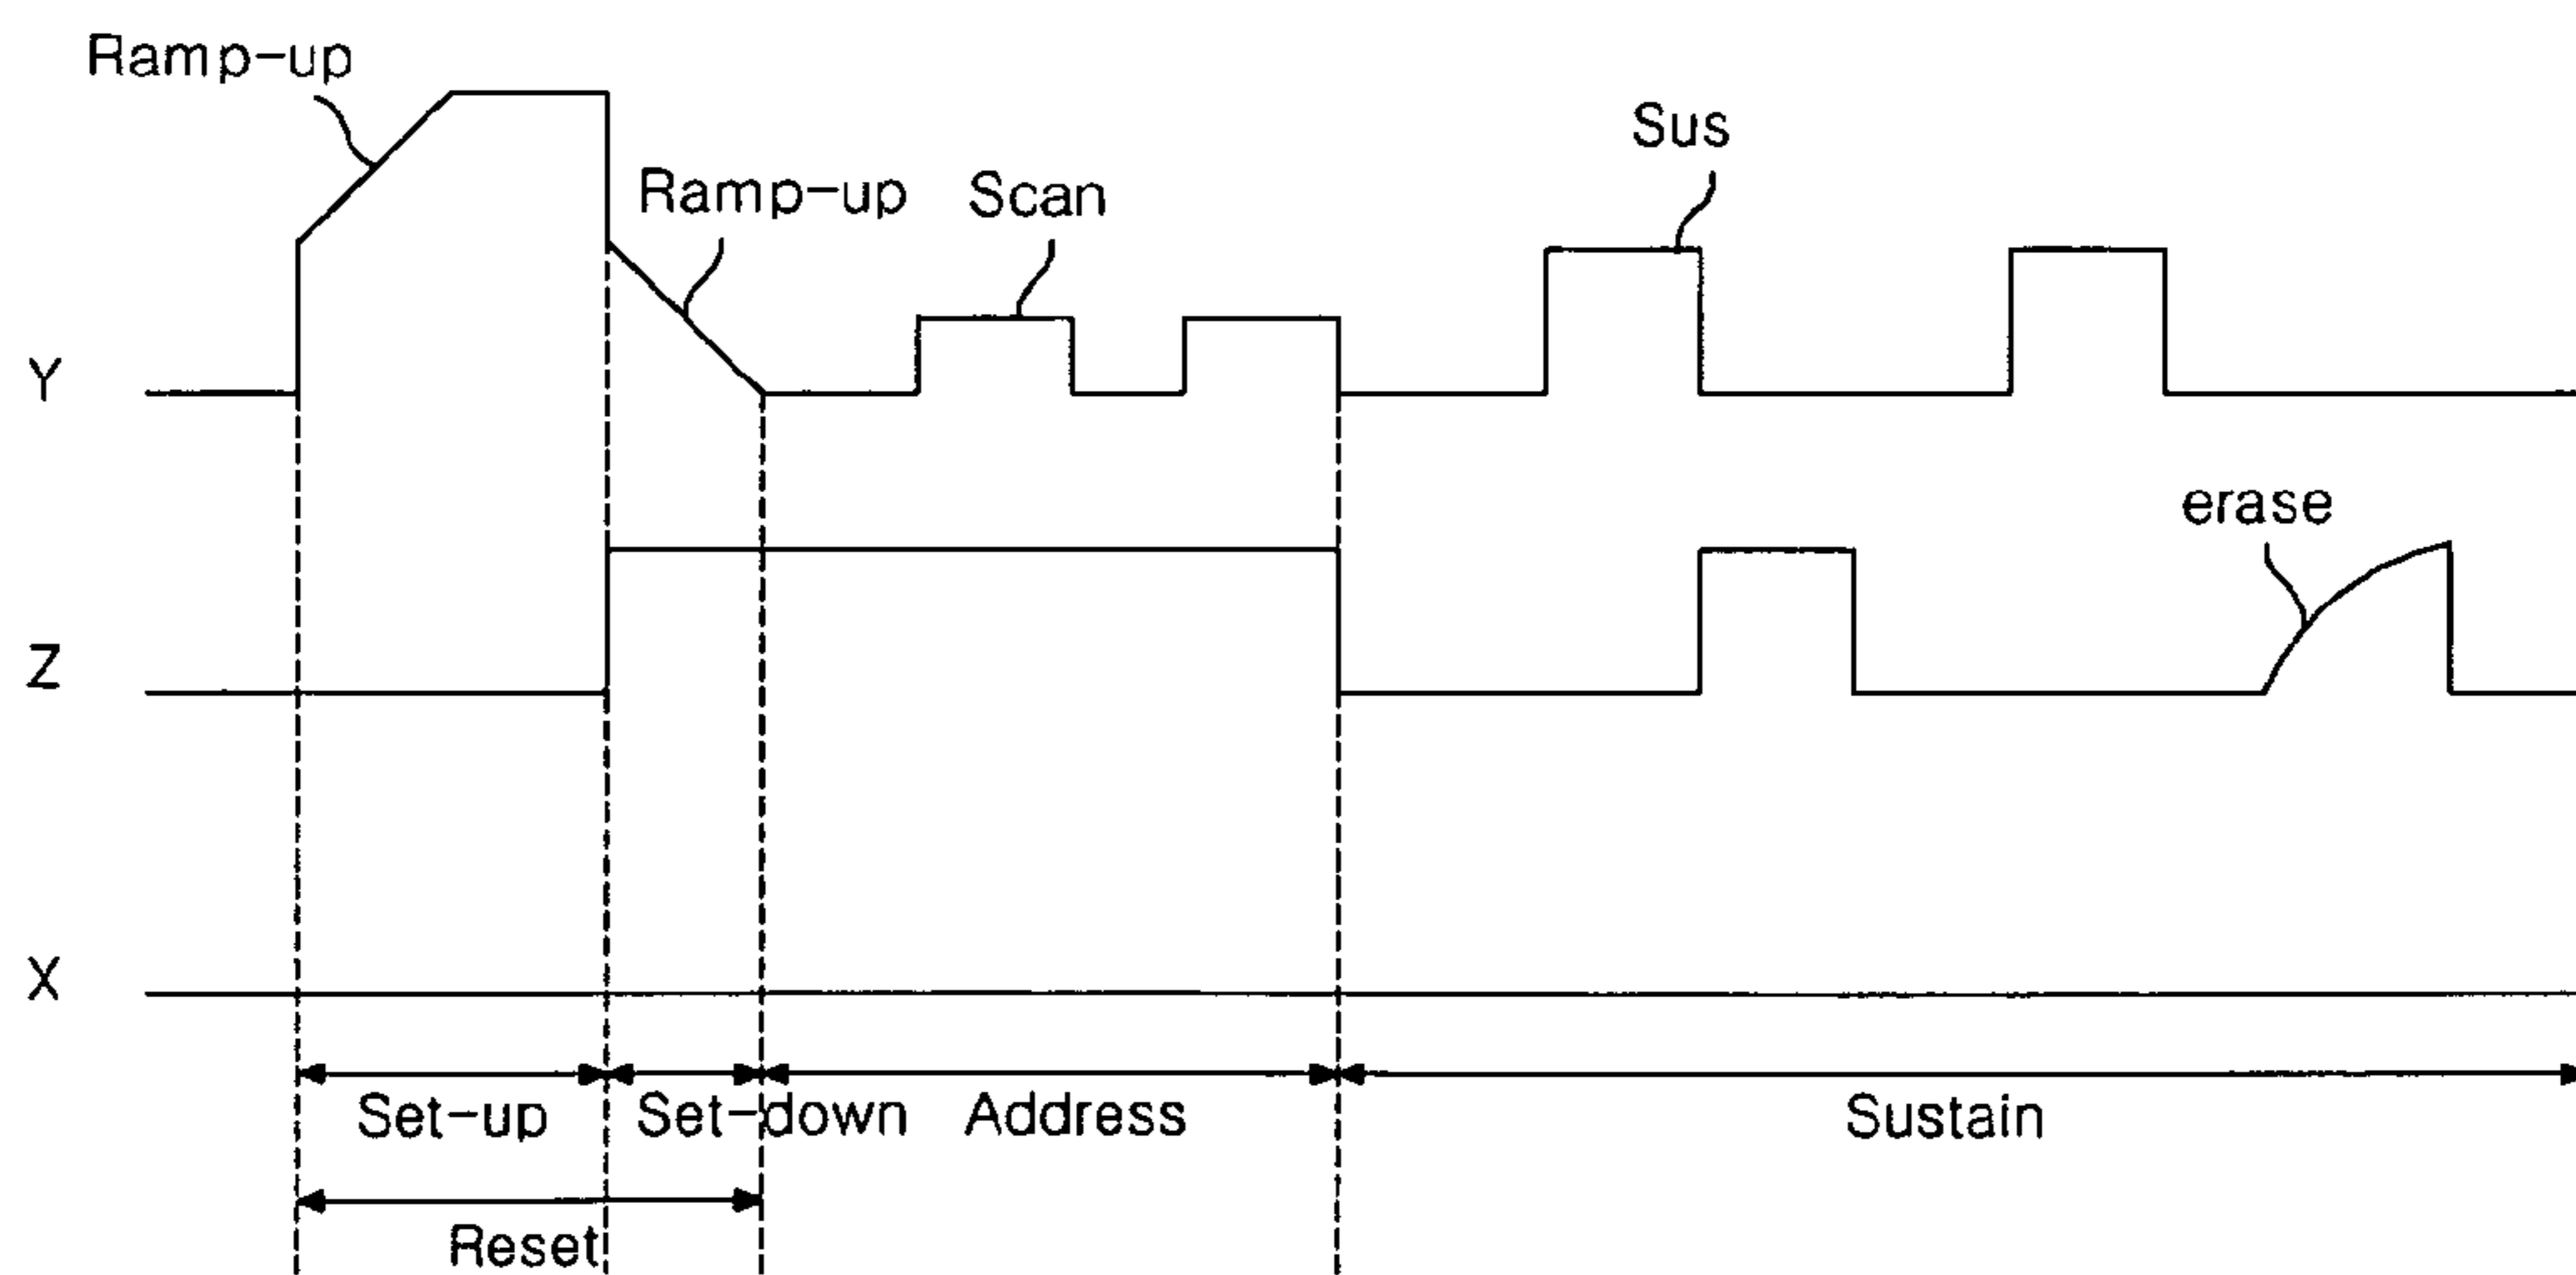 Ramp-up
Ramp-up
Scan
Sus
Y
erase
Z
X
Set-up
Set-down
Address
Sustain
Reset